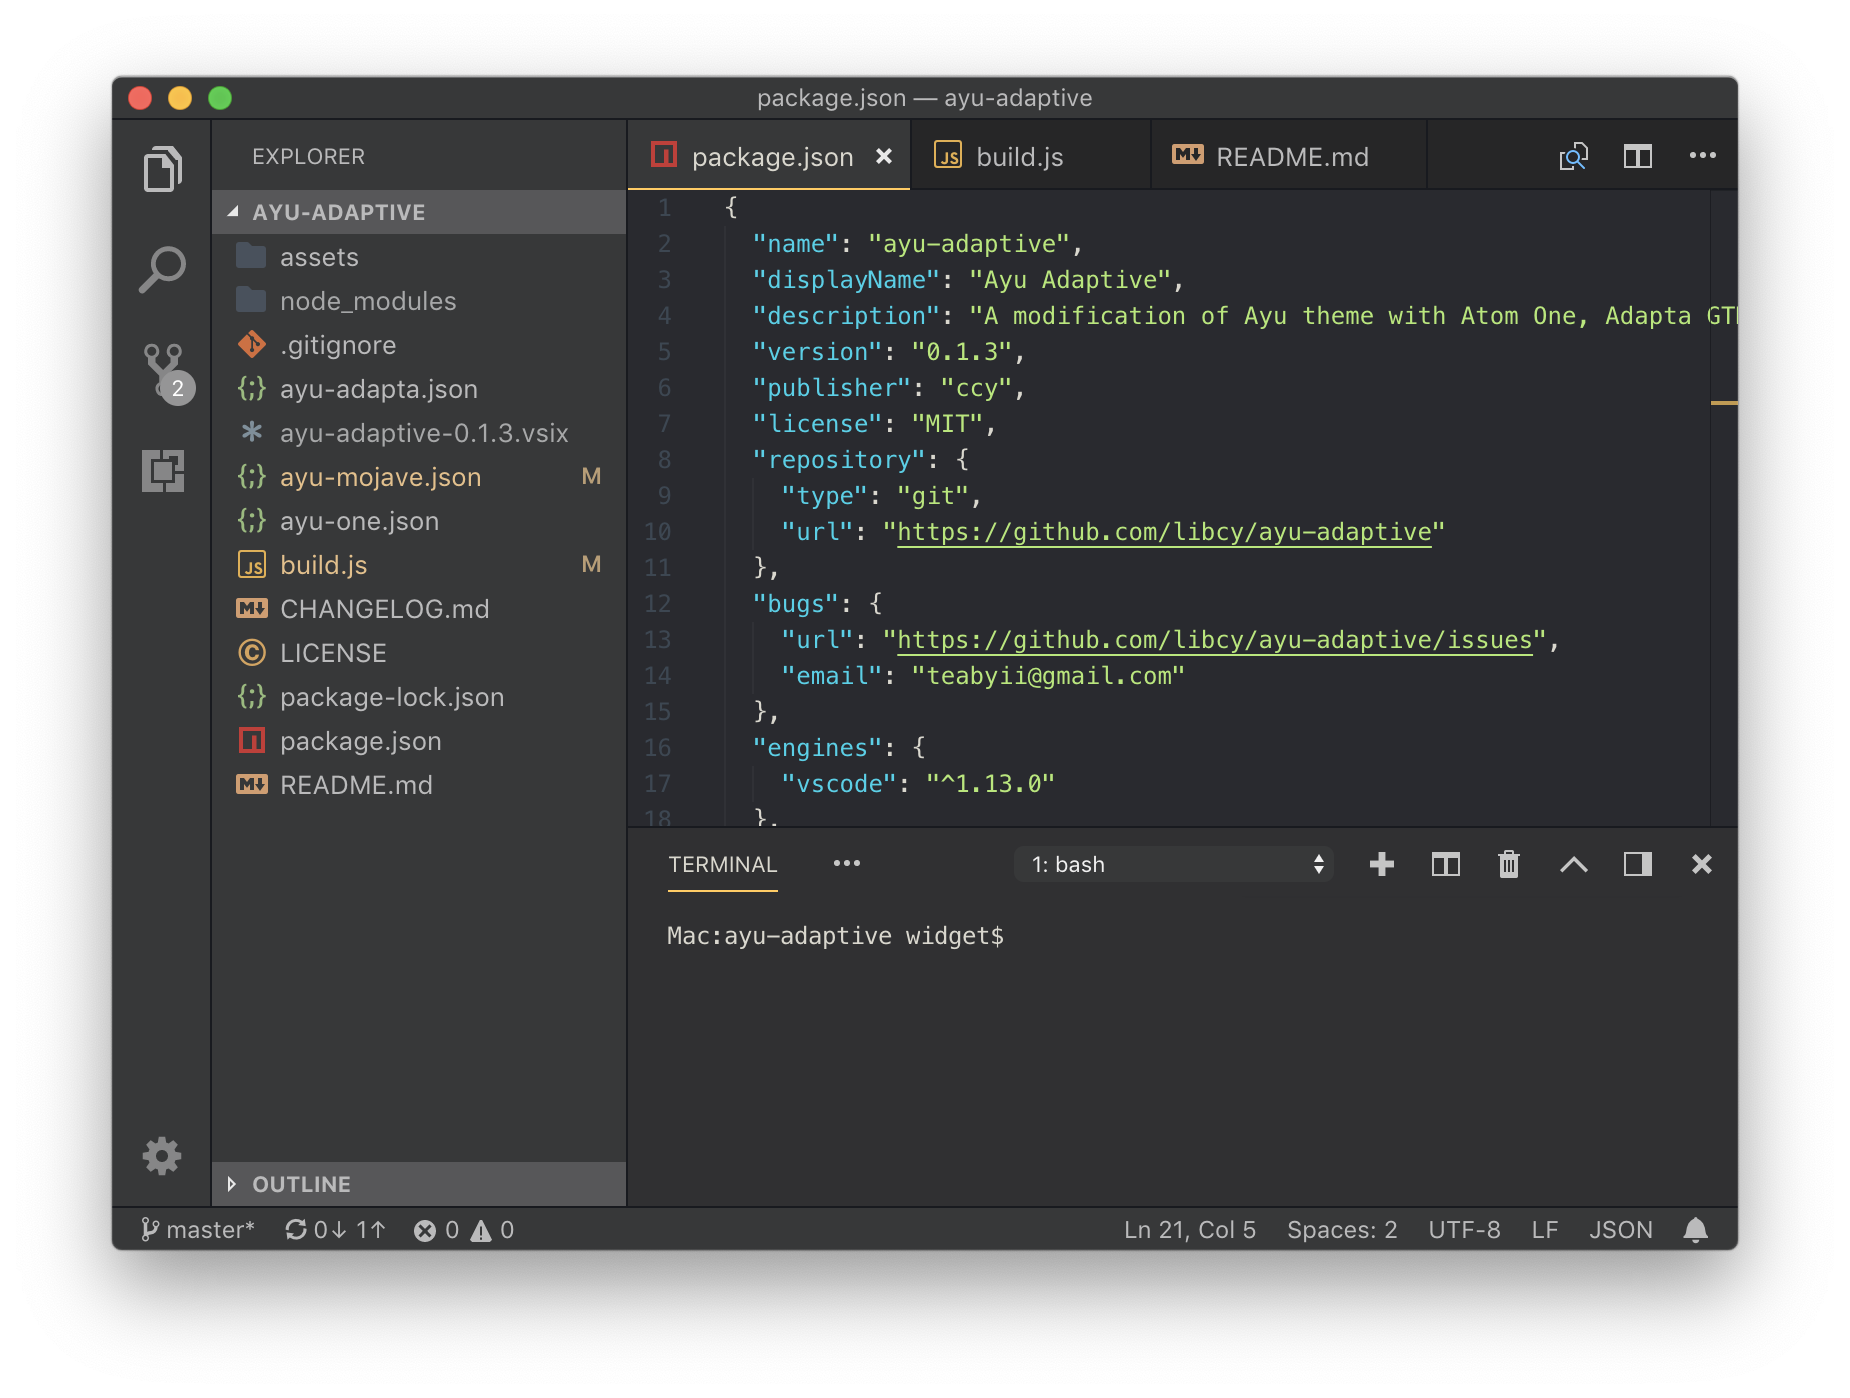 package.json — ayu-adaptive
EXPLORER
AYU-ADAPTIVE
assets
node_modules
.gitignore
ayu-adapta.json
ayu-adaptive-0.1.3.vsix
ayu-mojave.json M
ayu-one.json
build.js M
CHANGELOG.md
LICENSE
package-lock.json
package.json
README.md
OUTLINE
2
package.json
build.js
README.md
1 {
2 "name": "ayu-adaptive",
3 "displayName": "Ayu Adaptive",
4 "description": "A modification of Ayu theme with Atom One, Adapta GT
5 "version": "0.1.3",
6 "publisher": "ccy",
7 "license": "MIT",
8 "repository": {
9 "type": "git",
10 "url": "https://github.com/libcy/ayu-adaptive"
11 },
12 "bugs": {
13 "url": "https://github.com/libcy/ayu-adaptive/issues",
14 "email": "teabyii@gmail.com"
15 },
16 "engines": {
17 "vscode": "^1.13.0"
18 },
TERMINAL
1: bash
Mac:ayu-adaptive widget$
master* 0↓ 1↑ 0 0 Ln 21, Col 5 Spaces: 2 UTF-8 LF JSON